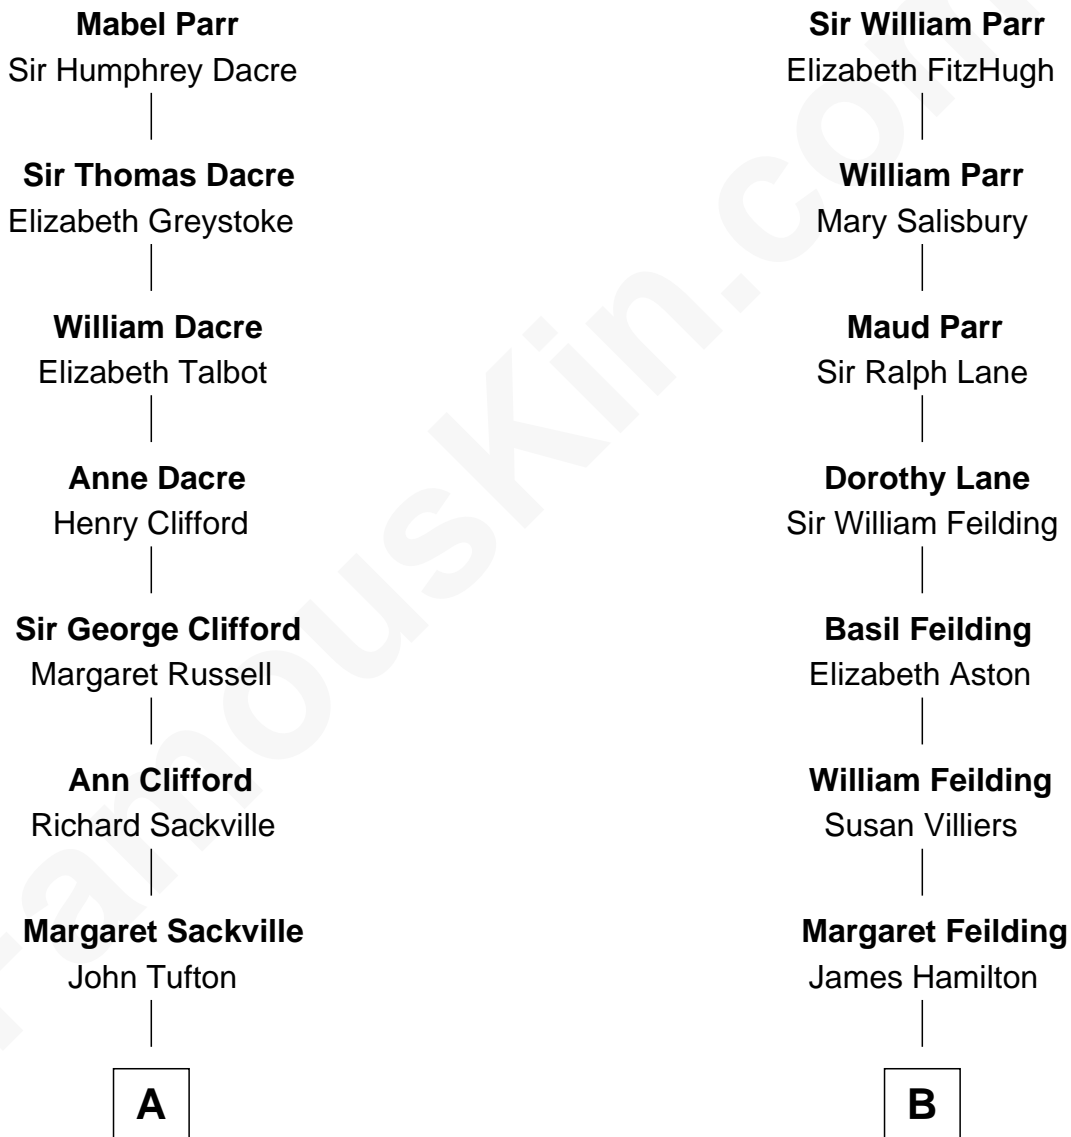 Mabel Parr
Sir Humphrey Dacre
Sir Thomas Dacre
Elizabeth Greystoke
William Dacre
Elizabeth Talbot
Anne Dacre
Henry Clifford
Sir George Clifford
Margaret Russell
Ann Clifford
Richard Sackville
Margaret Sackville
John Tufton
A
Sir William Parr
Elizabeth FitzHugh
William Parr
Mary Salisbury
Maud Parr
Sir Ralph Lane
Dorothy Lane
Sir William Feilding
Basil Feilding
Elizabeth Aston
William Feilding
Susan Villiers
Margaret Feilding
James Hamilton
B
FamousKin.com